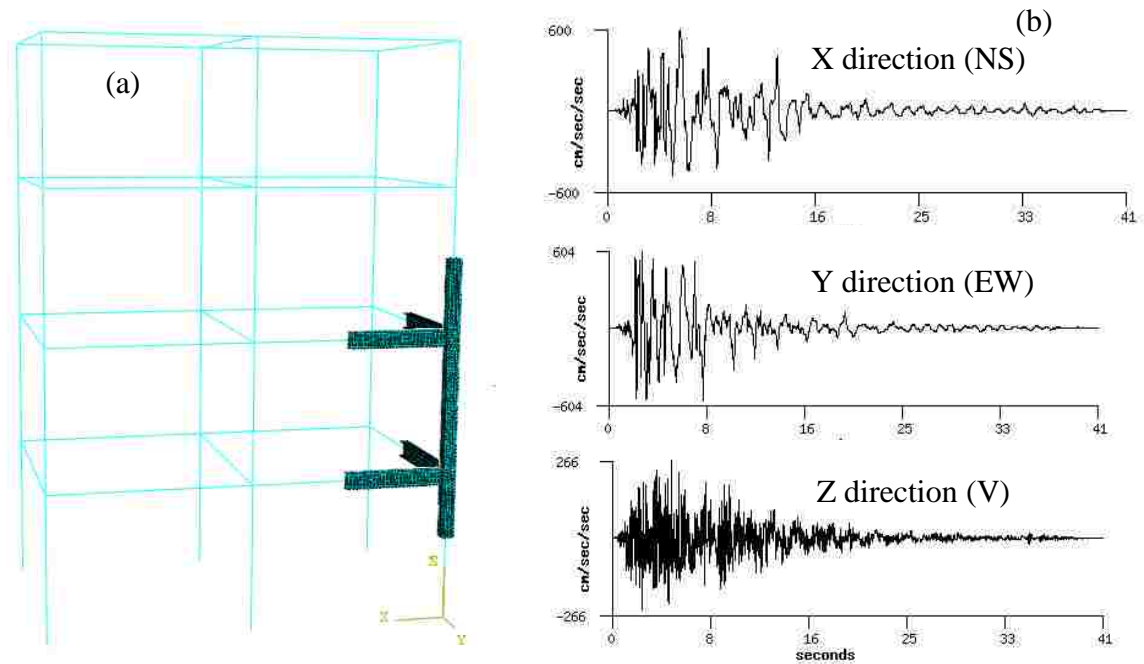 (a)
Z
X
Y
(b)
X direction (NS)
600
cm/sec/sec
-600
0 8 16 25 33 41
Y direction (EW)
604
cm/sec/sec
-604
0 8 16 25 33 41
Z direction (V)
266
cm/sec/sec
-266
0 8 16 25 33 41
seconds